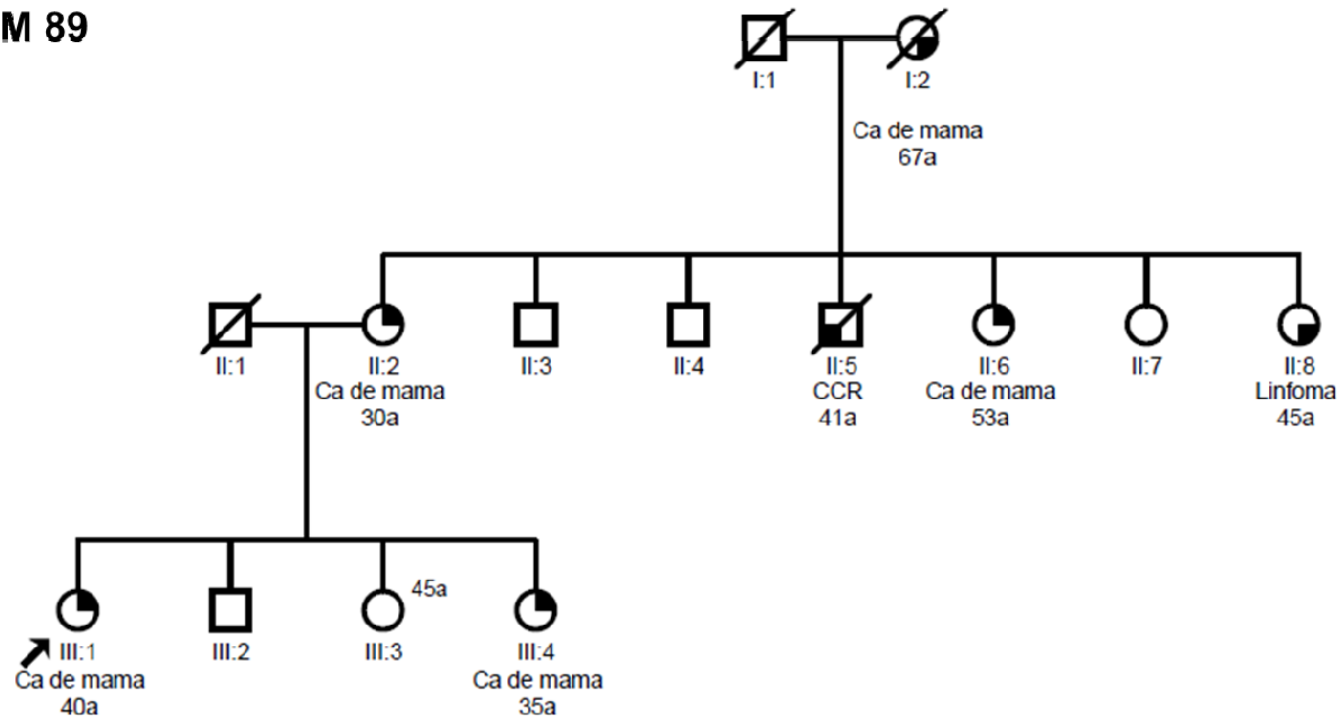 M 89
I:1
I:2
Ca de mama
67a
II:1
II:2
Ca de mama
30a
II:3
II:4
II:5
CCR
41a
II:6
Ca de mama
53a
II:7
II:8
Linfoma
45a
III:1
Ca de mama
40a
III:2
III:3
45a
III:4
Ca de mama
35a